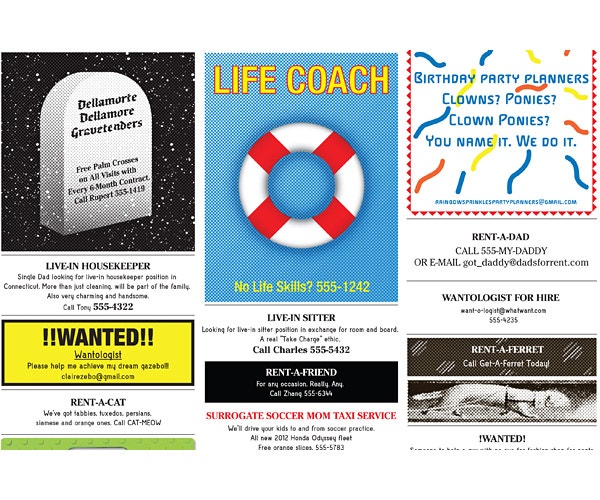 Dellamorte
Dellamore
Gravetenders
Free Palm Crosses
on All Visits with
Every 6-Month Contract.
Call Rupert 555-1419
LIVE-IN HOUSEKEEPER
Single Dad looking for live-in housekeeper position in
Connecticut. More than just cleaning, will be part of the family.
Also very charming and handsome.
Call Tony 555-4322
!!WANTED!!
Wantologist
Please help me achieve my dream gazebo!!!
clairezebo@gmail.com
RENT-A-CAT
We've got tabbies, tuxedos, persians,
siamese and orange ones. Call CAT-MEOW
LIFE COACH
No Life Skills? 555-1242
LIVE-IN SITTER
Looking for live-in sitter position in exchange for room and board.
A real "Take Charge" ethic.
Call Charles 555-5432
RENT-A-FRIEND
For any occasion. Really. Any.
Call Zhang 555-6344
SURROGATE SOCCER MOM TAXI SERVICE
We'll drive your kids to and from soccer practice.
All new 2012 Honda Odyssey fleet
Free orange slices. 555-5783
Birthday party planners
Clowns? Ponies?
Clown Ponies?
You name it. We do it.
rainbowsprinklespartyplanners@gmail.com
RENT-A-DAD
CALL 555-MY-DADDY
OR E-MAIL got_daddy@dadsforrent.com
WANTOLOGIST FOR HIRE
want-o-logist@whatwant.com
555-4235
RENT-A-FERRET
Call Get-A-Ferret Today!
!WANTED!